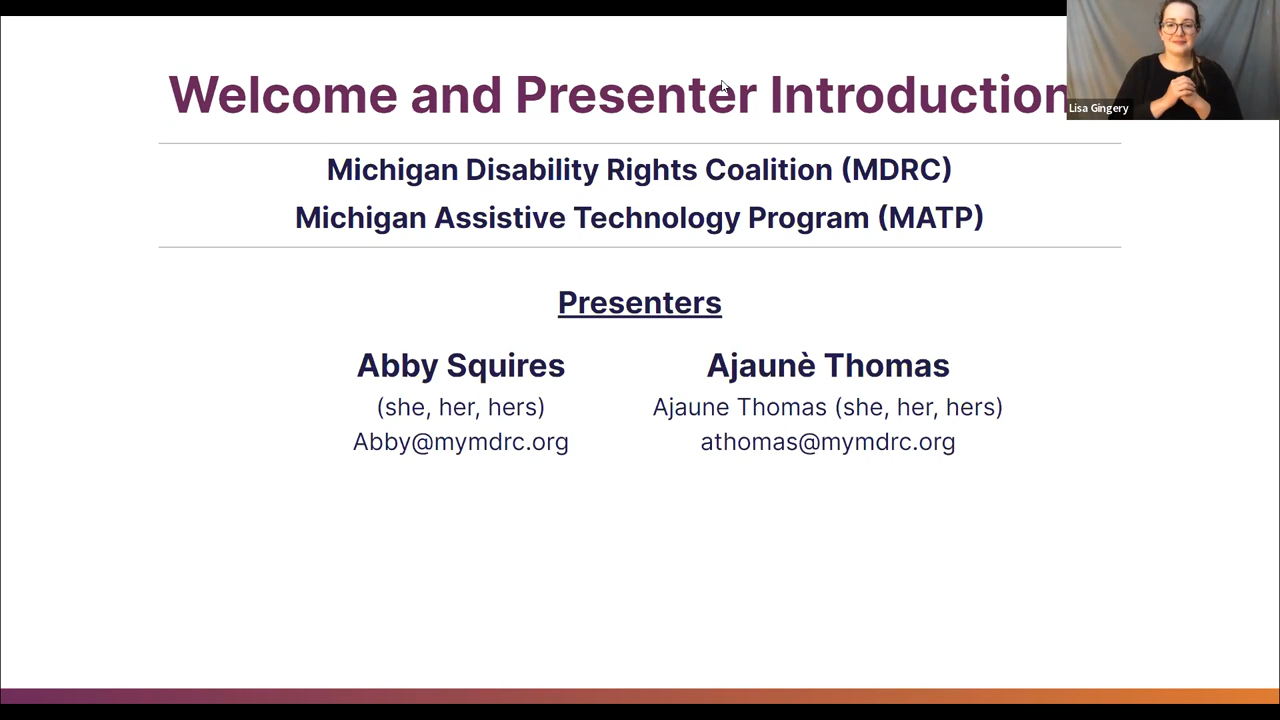 Welcome and Presenter Introduction
Lisa Gingery
Michigan Disability Rights Coalition (MDRC)
Michigan Assistive Technology Program (MATP)
Presenters
Abby Squires
(she, her, hers)
Abby@mymdrc.org
Ajaunè Thomas
Ajaune Thomas (she, her, hers)
athomas@mymdrc.org